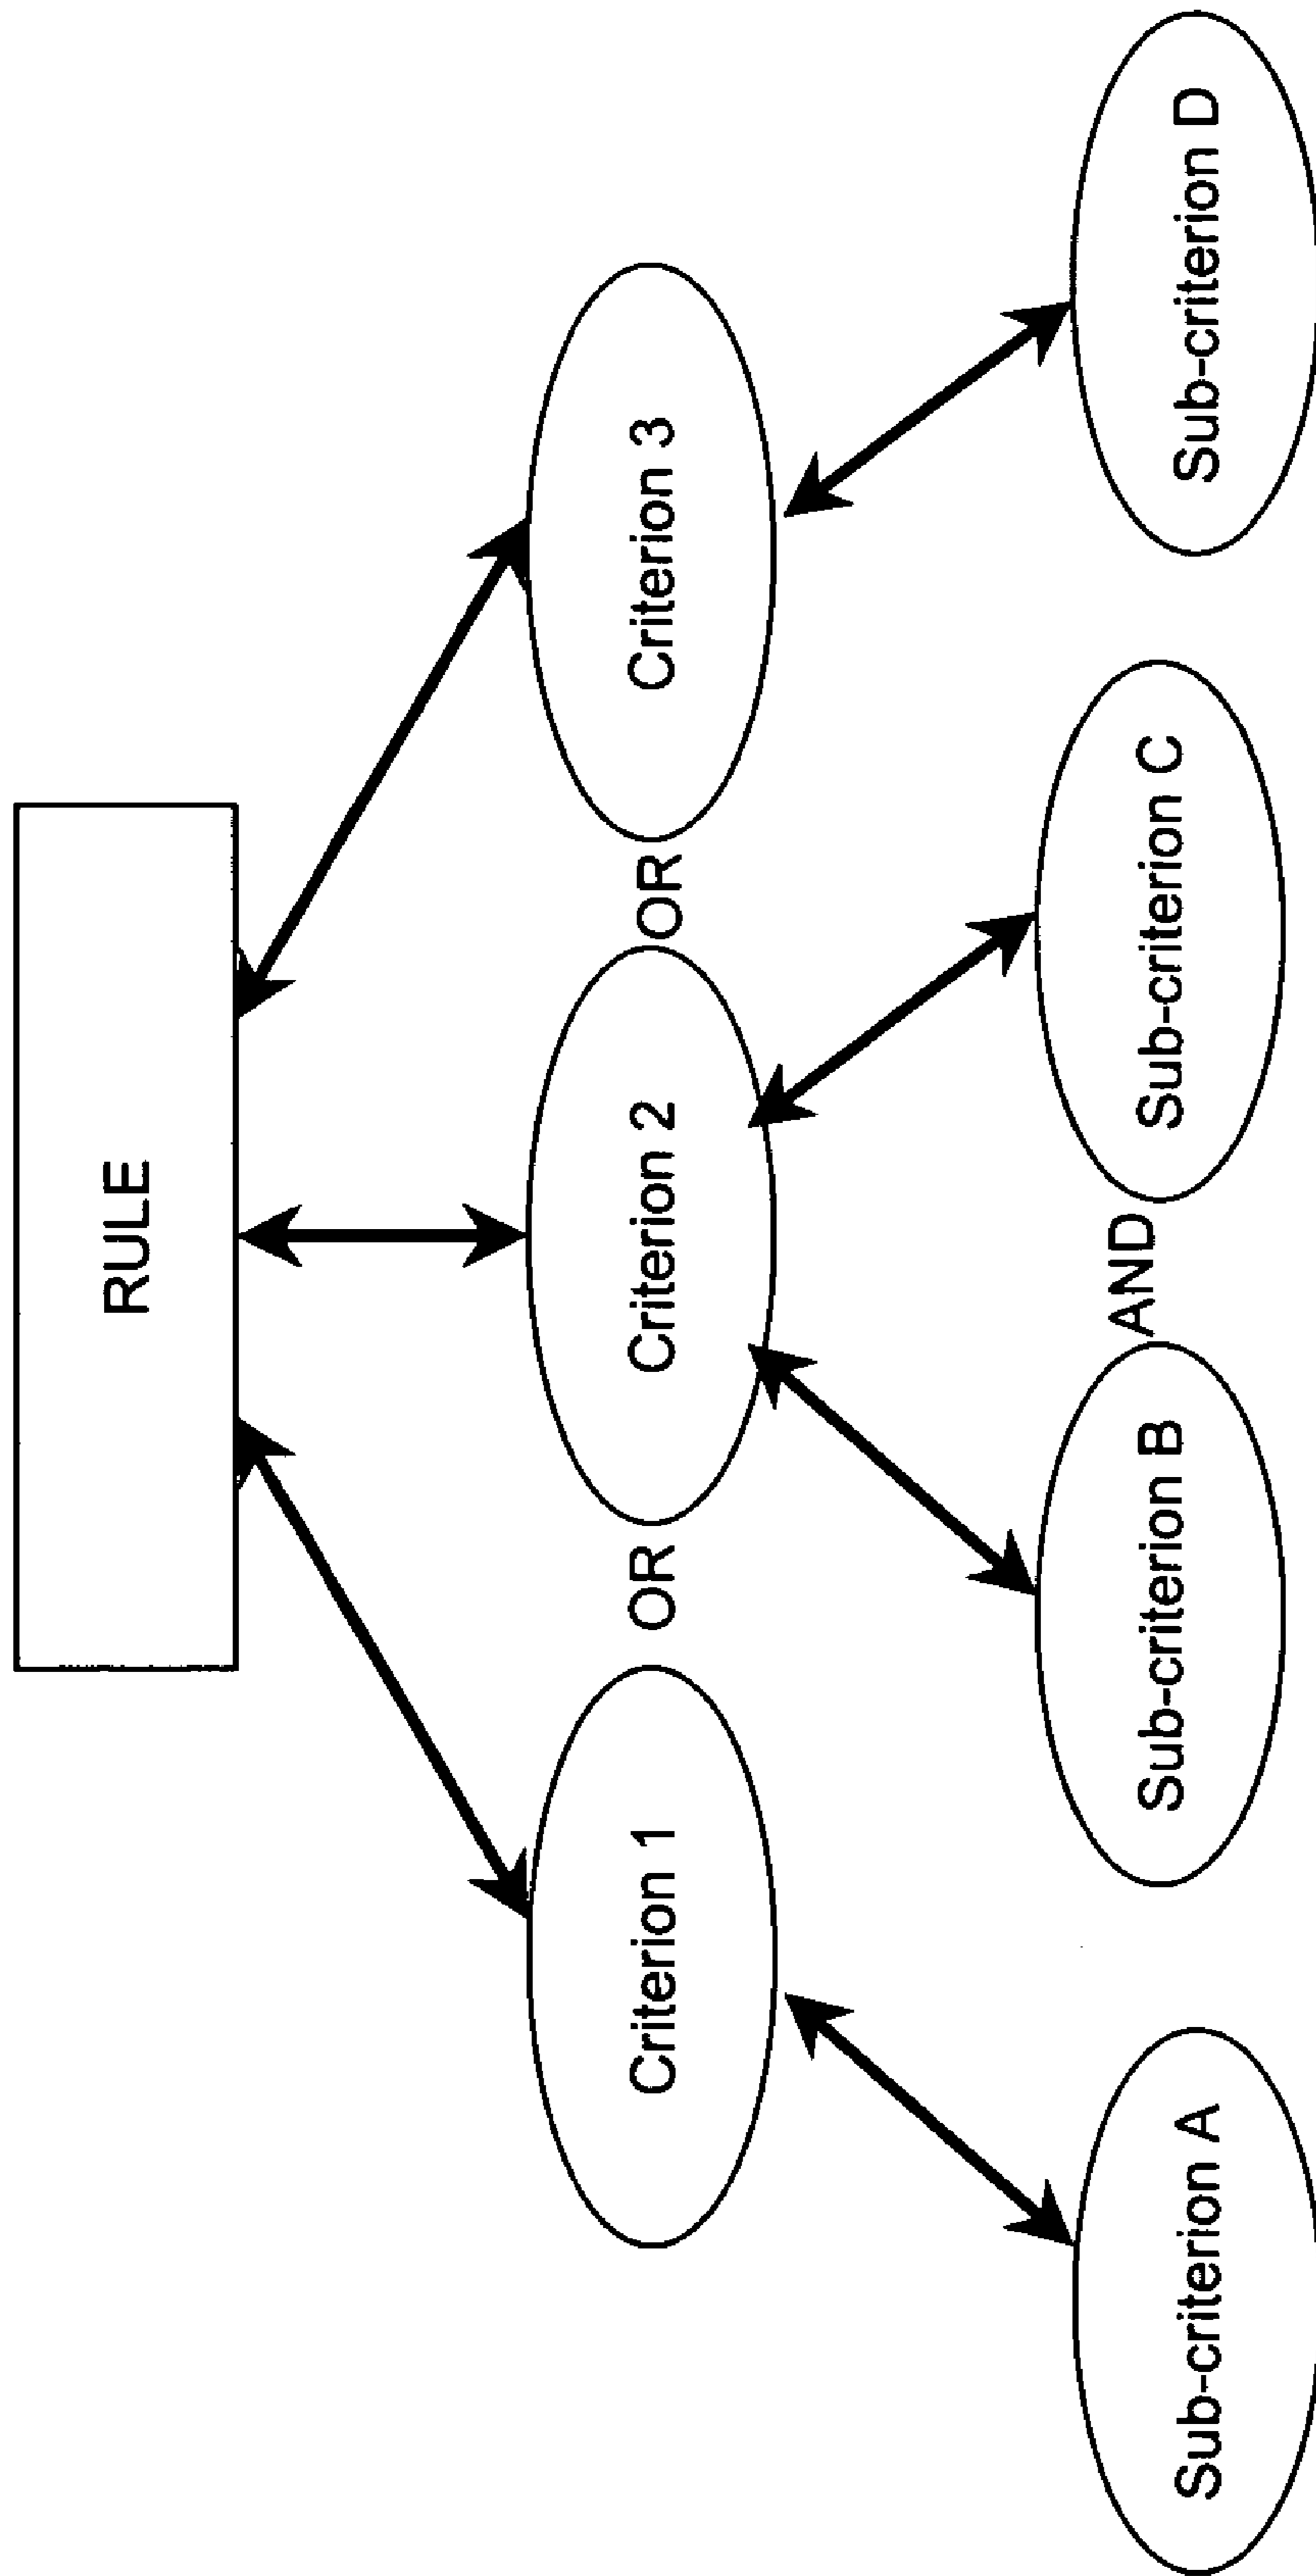 RULE
Criterion 1
OR
Criterion 2
OR
Criterion 3
Sub-criterion A
Sub-criterion B
AND
Sub-criterion C
Sub-criterion D